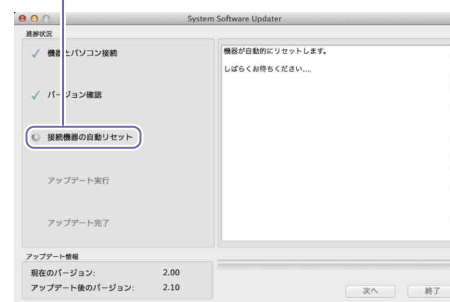 System Software Updater
進捗状況
機器とパソコン接続
バージョン確認
接続機器の自動リセット
アップデート実行
アップデート完了
機器が自動的にリセットします。
しばらくお待ちください....
アップデート情報
現在のバージョン: 2.00
アップデート後のバージョン: 2.10
次へ 終了